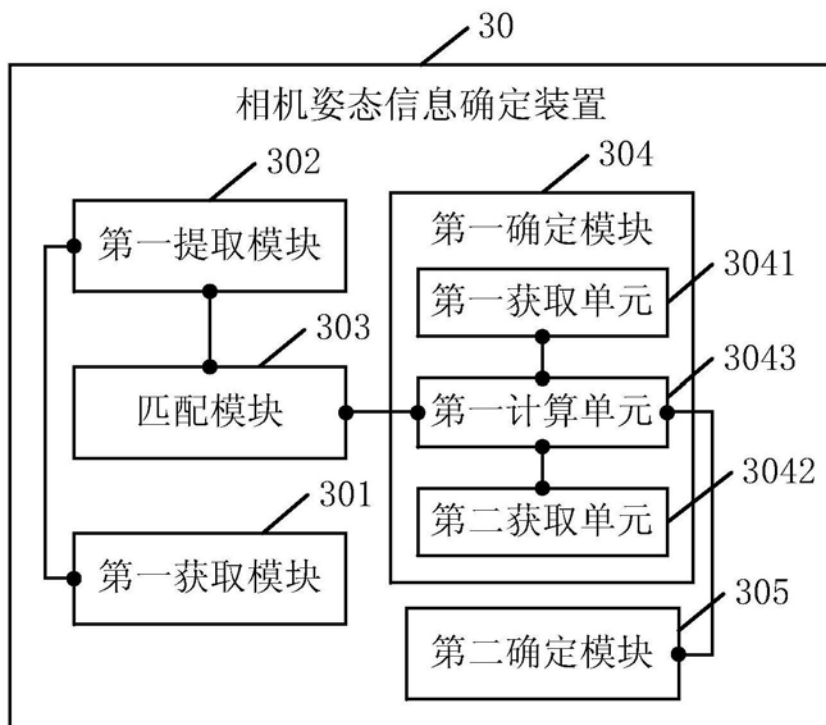 30
相机姿态信息确定装置
302
第一提取模块
303
匹配模块
301
第一获取模块
304
第一确定模块
3041
第一获取单元
3043
第一计算单元
3042
第二获取单元
305
第二确定模块